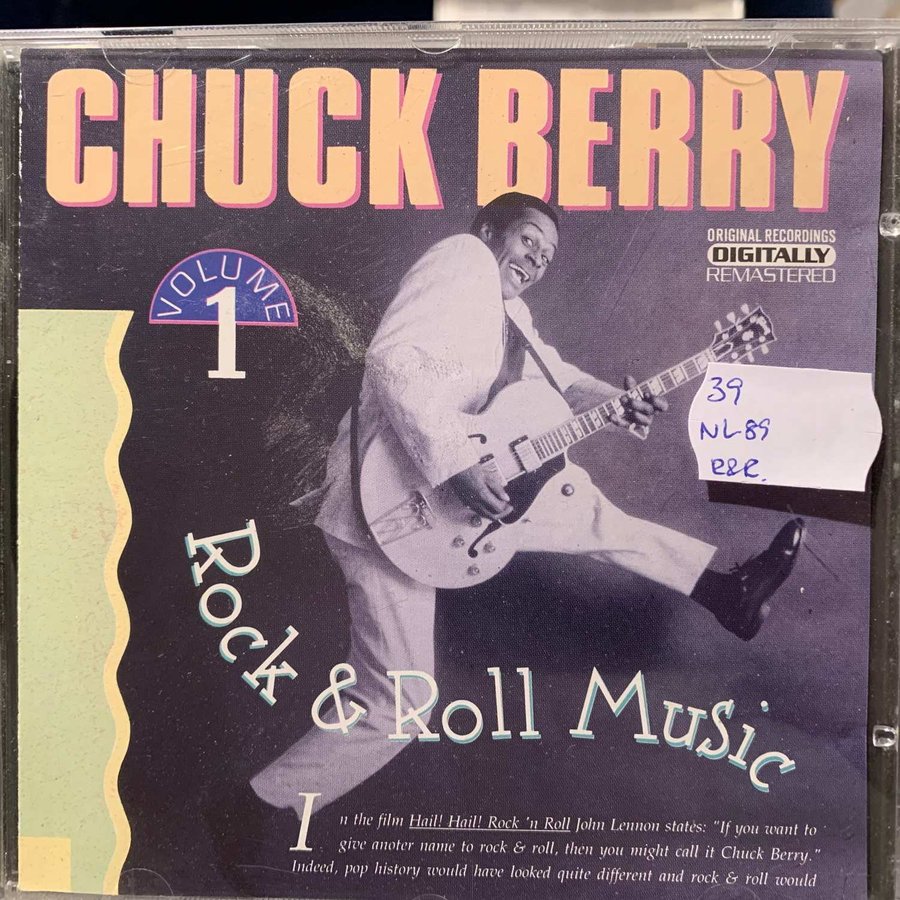 CHUCK BERRY
ORIGINAL RECORDINGS
DIGITALLY
REMASTERED
VOLUME
1
39
NL-89
R&R.
Rock & Roll Music
In the film Hail! Hail! Rock 'n Roll John Lennon states: "If you want to
give anoter name to rock & roll, then you might call it Chuck Berry."
Indeed, pop history would have looked quite different and rock & roll would